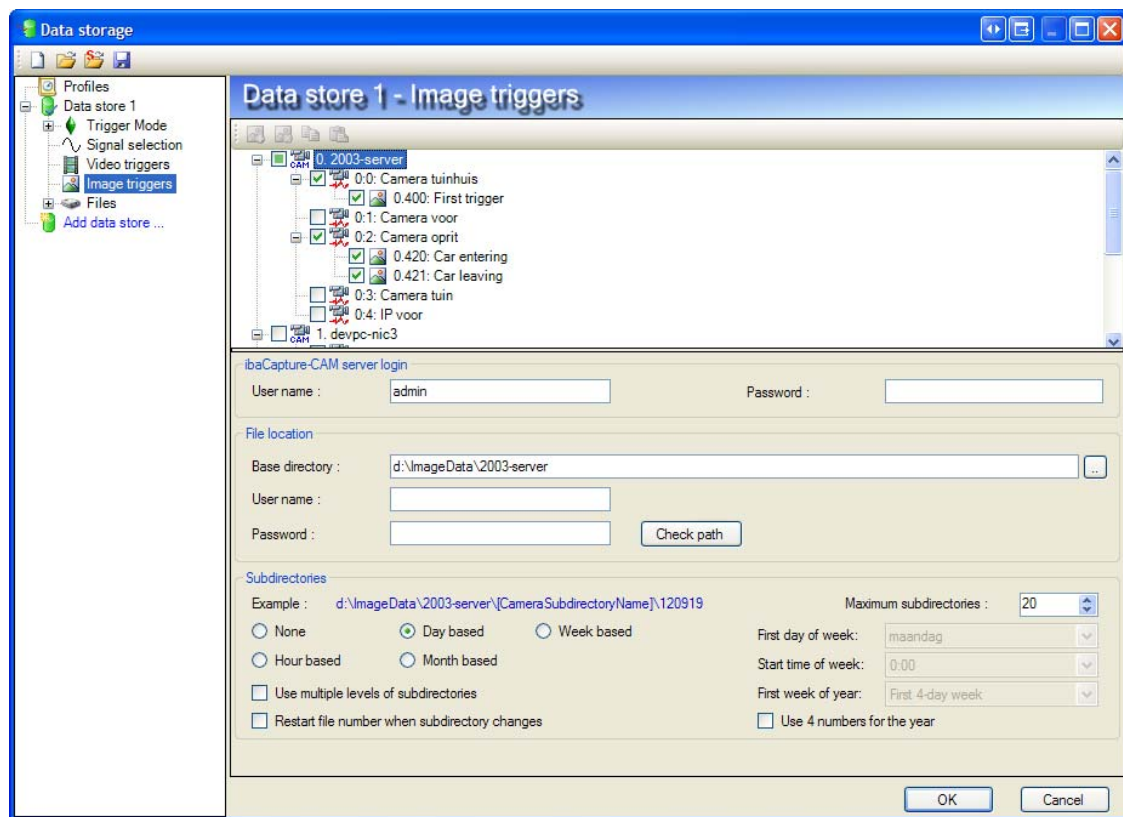 Data storage
Profiles
Data store 1
Trigger Mode
Signal selection
Video triggers
Image triggers
Files
Add data store ...
Data store 1 - Image triggers
CAM 0. 2003-server
0:0: Camera tuinhuis
0.400: First trigger
0:1: Camera voor
0:2: Camera oprit
0.420: Car entering
0.421: Car leaving
0:3: Camera tuin
0:4: IP voor
CAM 1. devpc-nic3
ibaCapture-CAM server login
User name : admin Password :
File location
Base directory : d:\ImageData\2003-server ..
User name :
Password : Check path
Subdirectories
Example : d:\ImageData\2003-server\[CameraSubdirectoryName]\120919 Maximum subdirectories : 20
None Day based Week based First day of week: maandag
Hour based Month based Start time of week: 0:00
Use multiple levels of subdirectories First week of year: First 4-day week
Restart file number when subdirectory changes Use 4 numbers for the year
OK Cancel